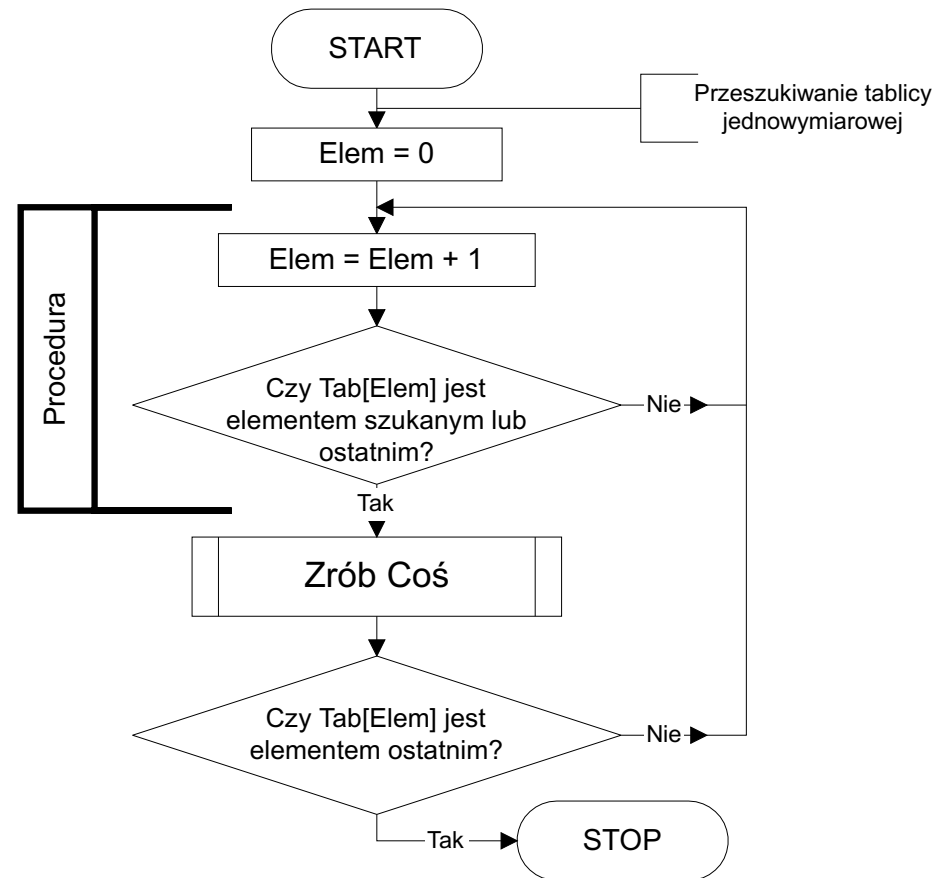 START
Przeszukiwanie tablicy
jednowymiarowej
Elem = 0
Procedura
Elem = Elem + 1
Czy Tab[Elem] jest
elementem szukanym lub
ostatnim?
Nie
Tak
Zrób Coś
Czy Tab[Elem] jest
elementem ostatnim?
Nie
Tak
STOP